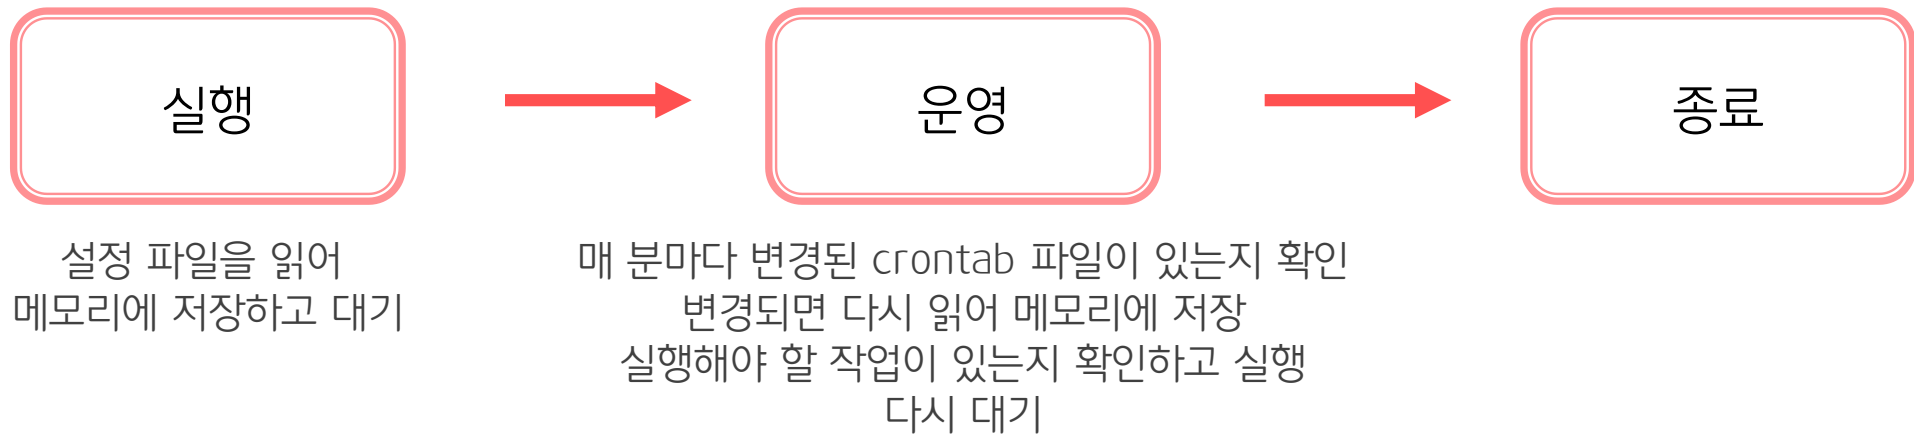 실행
운영
종료
설정 파일을 읽어
메모리에 저장하고 대기
매 분마다 변경된 crontab 파일이 있는지 확인
변경되면 다시 읽어 메모리에 저장
실행해야 할 작업이 있는지 확인하고 실행
다시 대기